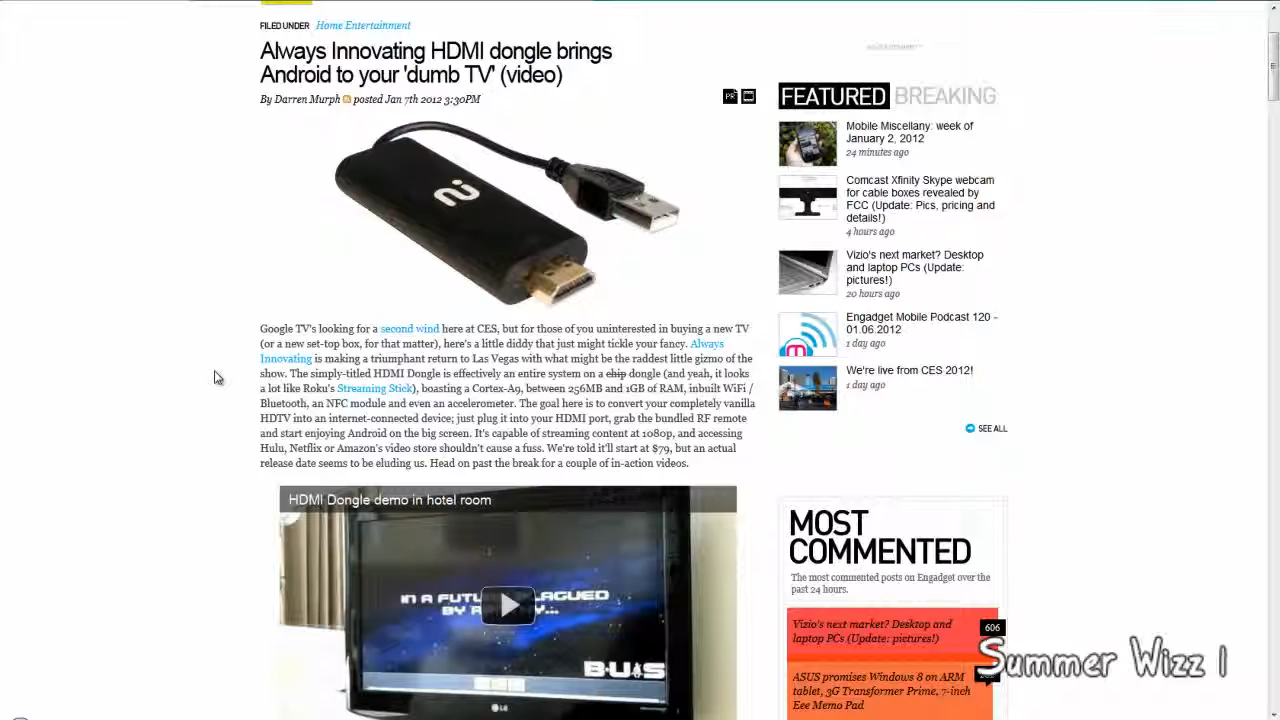 FILED UNDER Home Entertainment
Always Innovating HDMI dongle brings
Android to your 'dumb TV' (video)
By Darren Murph posted Jan 7th 2012 3:30PM
PR
Google TV's looking for a second wind here at CES, but for those of you uninterested in buying a new TV
(or a new set-top box, for that matter), here's a little diddy that just might tickle your fancy. Always
Innovating is making a triumphant return to Las Vegas with what might be the raddest little gizmo of the
show. The simply-titled HDMI Dongle is effectively an entire system on a chip dongle (and yeah, it looks
a lot like Roku's Streaming Stick), boasting a Cortex-A9, between 256MB and 1GB of RAM, inbuilt WiFi /
Bluetooth, an NFC module and even an accelerometer. The goal here is to convert your completely vanilla
HDTV into an internet-connected device; just plug it into your HDMI port, grab the bundled RF remote
and start enjoying Android on the big screen. It's capable of streaming content at 1080p, and accessing
Hulu, Netflix or Amazon's video store shouldn't cause a fuss. We're told it'll start at $79, but an actual
release date seems to be eluding us. Head on past the break for a couple of in-action videos.
HDMI Dongle demo in hotel room
LG
ADVERTISEMENT
FEATURED BREAKING
Mobile Miscellany: week of
January 2, 2012
24 minutes ago
Comcast Xfinity Skype webcam
for cable boxes revealed by
FCC (Update: Pics, pricing and
details!)
4 hours ago
Vizio's next market? Desktop
and laptop PCs (Update:
pictures!)
20 hours ago
Engadget Mobile Podcast 120 -
01.06.2012
1 day ago
We're live from CES 2012!
1 day ago
SEE ALL
MOST
COMMENTED
The most commented posts on Engadget over the
past 24 hours.
Vizio's next market? Desktop and
laptop PCs (Update: pictures!)
606
ASUS promises Windows 8 on ARM
tablet, 3G Transformer Prime, 7-inch
Eee Memo Pad
Summer Wizz 1